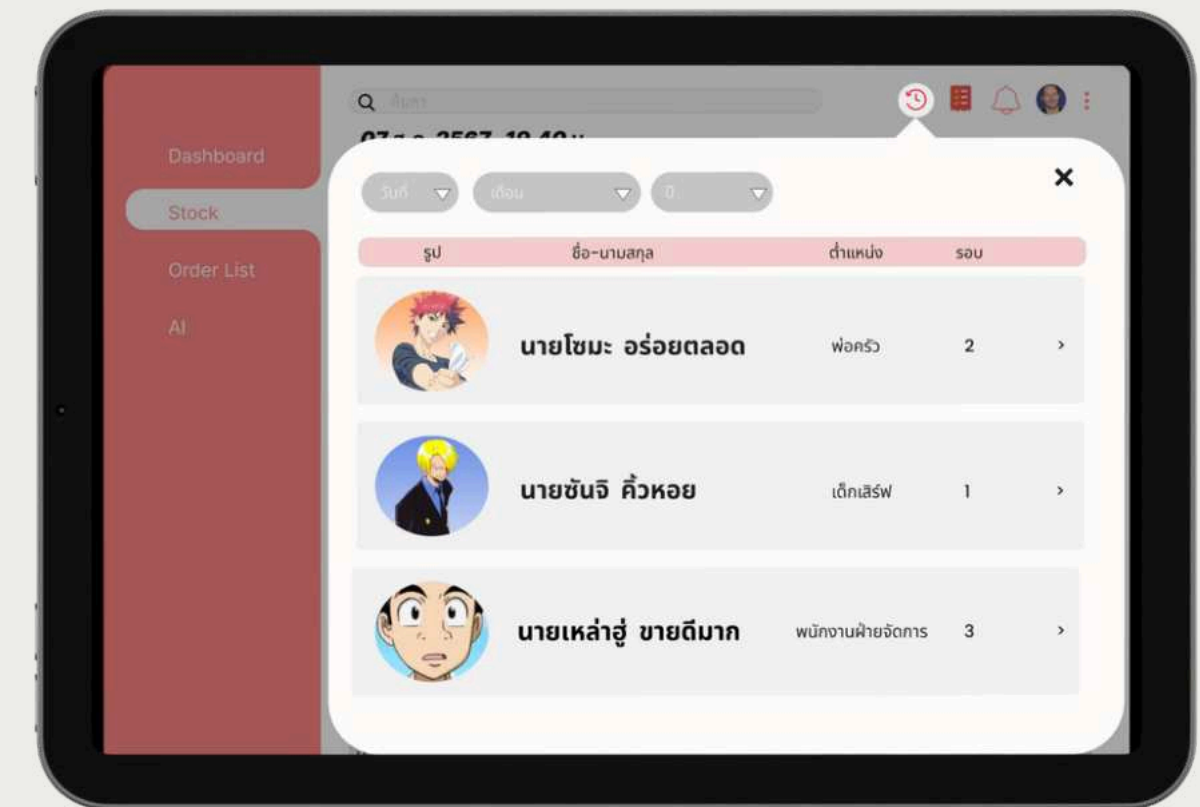 ค้นหา
2567
Dashboard
วันที่ เดือน ปี
Stock
รูป ชื่อ-นามสกุล ตำแหน่ง รอบ
Order List
AI
นายโซมะ อร่อยตลอด พ่อครัว 2
นายซันจิ คิ้วหอย เด็กเสิร์ฟ 1
นายเหล่าฮู่ ขายดีมาก พนักงานฝ่ายจัดการ 3